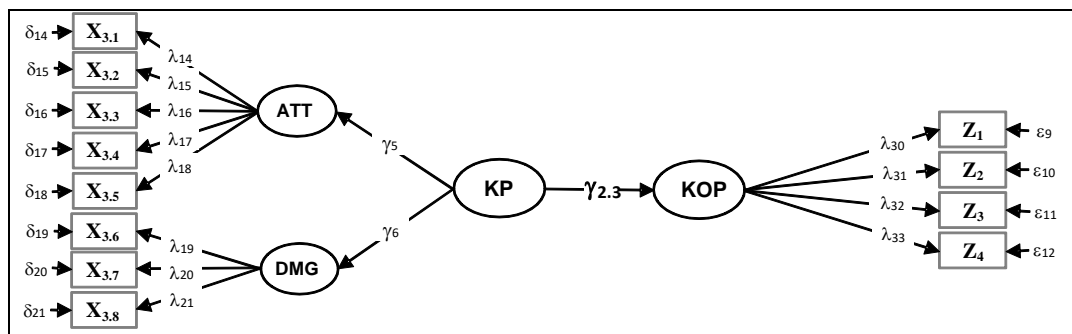 δ14 X3.1 λ14
δ15 X3.2 λ15
δ16 X3.3 λ16
δ17 X3.4 λ17
δ18 X3.5 λ18
ATT
δ19 X3.6 λ19
δ20 X3.7 λ20
δ21 X3.8 λ21
DMG
γ5
γ6
KP γ2.3 KOP
λ30 Z1 ε9
λ31 Z2 ε10
λ32 Z3 ε11
λ33 Z4 ε12